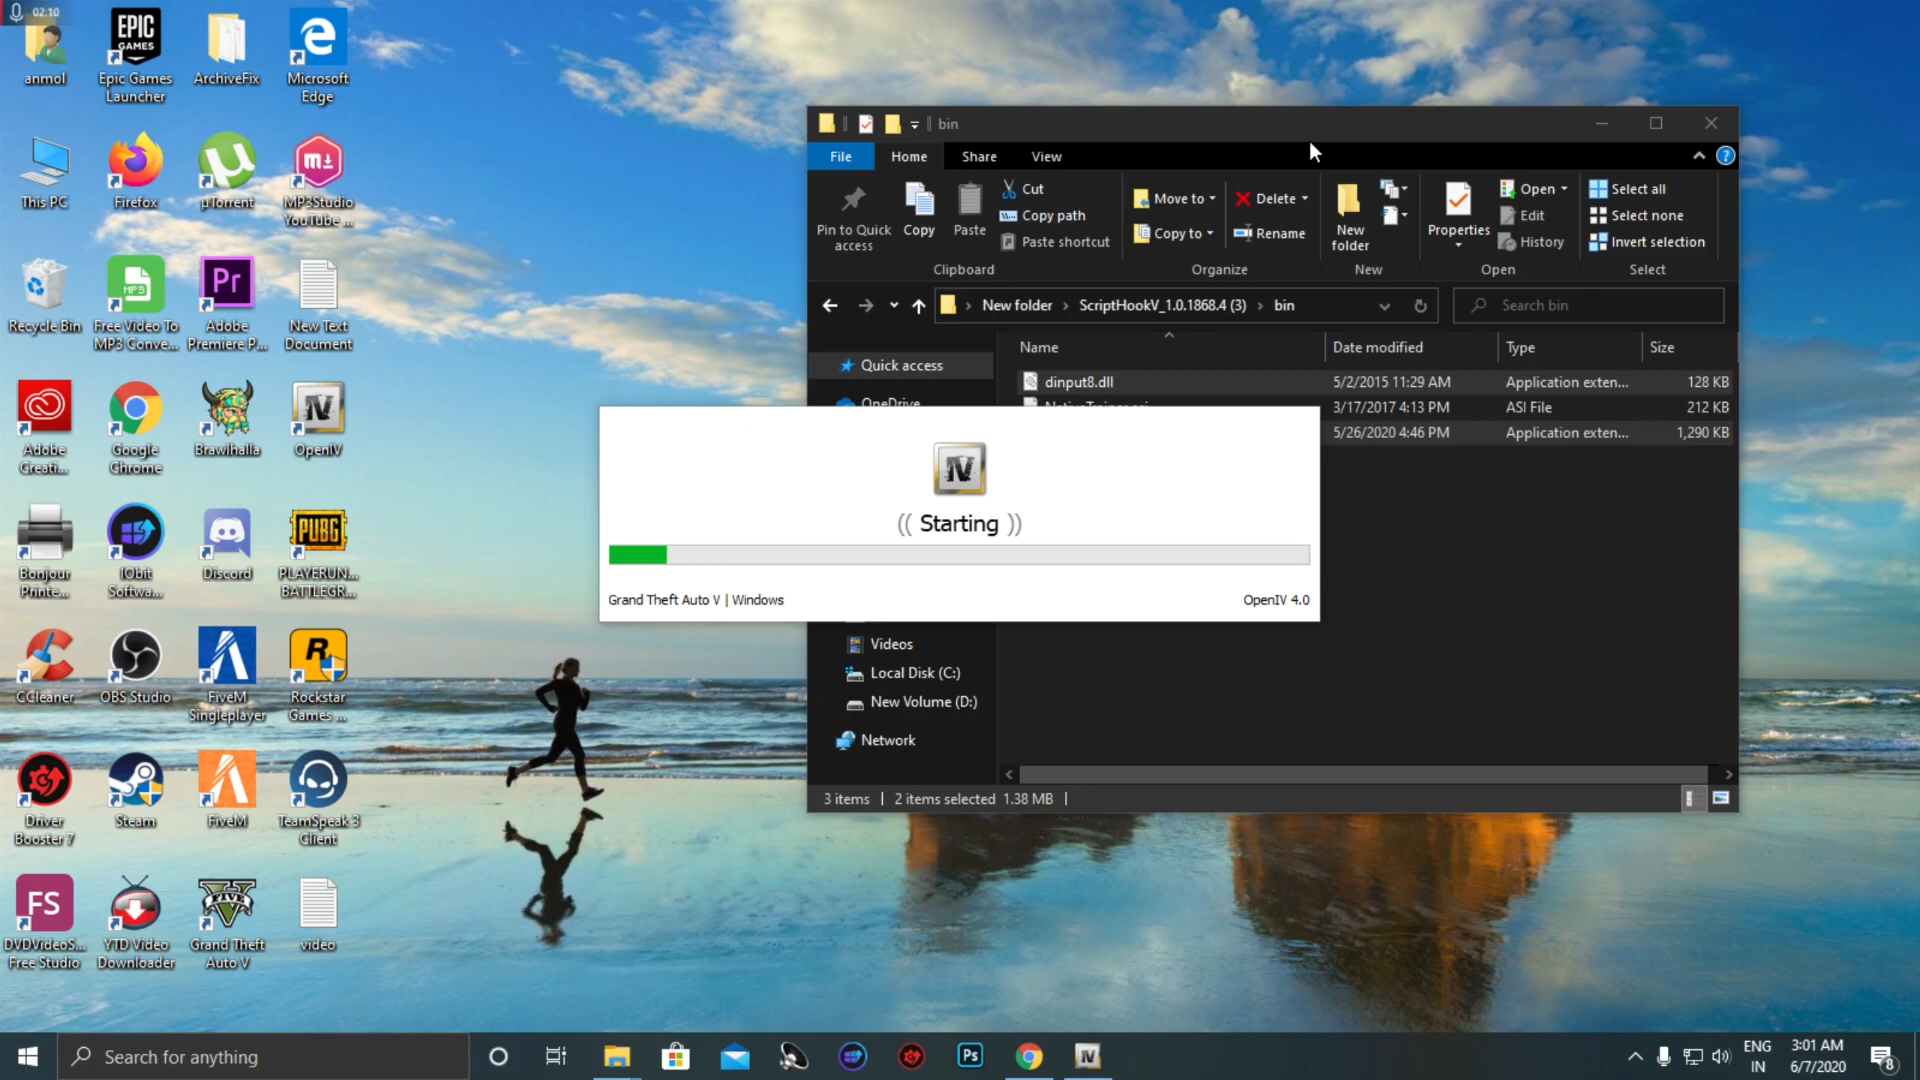 02:10
anmol
EPIC GAMES
Epic Games Launcher
ArchiveFix
Microsoft Edge
This PC
Firefox
µTorrent
MP3Studio YouTube ...
Recycle Bin
MP3
Free Video To MP3 Conve...
Pr
Adobe Premiere P...
New Text Document
Adobe Creati...
Google Chrome
Brawlhalla
IV
OpenIV
Bonjour Printe...
IObit Softwa...
Discord
PUBG
PLAYERUN... BATTLEGR...
CCleaner
OBS Studio
FiveM Singleplayer
R
Rockstar Games ...
Driver Booster 7
Steam
FiveM
TeamSpeak 3 Client
FS
DVDVideoS... Free Studio
YTD Video Downloader
FIVE
Grand Theft Auto V
video
bin
File
Home
Share
View
Pin to Quick access
Copy
Paste
Cut
Copy path
Paste shortcut
Clipboard
Move to
Copy to
Delete
Rename
Organize
New folder
New
Properties
Open
Edit
History
Open
Select all
Select none
Invert selection
Select
New folder > ScriptHookV_1.0.1868.4 (3) > bin
Search bin
Quick access
OneDrive
Videos
Local Disk (C:)
New Volume (D:)
Network
Name Date modified Type Size
dinput8.dll 5/2/2015 11:29 AM Application exten... 128 KB
3/17/2017 4:13 PM ASI File 212 KB
5/26/2020 4:46 PM Application exten... 1,290 KB
3 items | 2 items selected 1.38 MB |
IV
(( Starting ))
Grand Theft Auto V | Windows
OpenIV 4.0
Search for anything
Ps
IV
ENG
IN
3:01 AM
6/7/2020
8